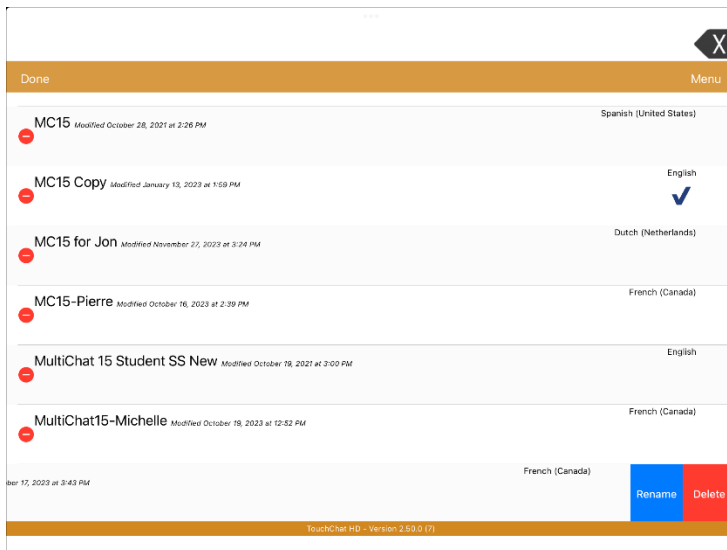 X
Done Menu
MC15 Modified October 28, 2021 at 2:26 PM Spanish (United States)
MC15 Copy Modified January 13, 2023 at 1:59 PM English
MC15 for Jon Modified November 27, 2023 at 3:24 PM Dutch (Netherlands)
MC15-Pierre Modified October 16, 2023 at 2:39 PM French (Canada)
MultiChat 15 Student SS New Modified October 19, 2021 at 3:00 PM English
MultiChat15-Michelle Modified October 19, 2023 at 12:52 PM French (Canada)
ber 17, 2023 at 3:43 PM French (Canada) Rename Delete
TouchChat HD - Version 2.50.0 (7)